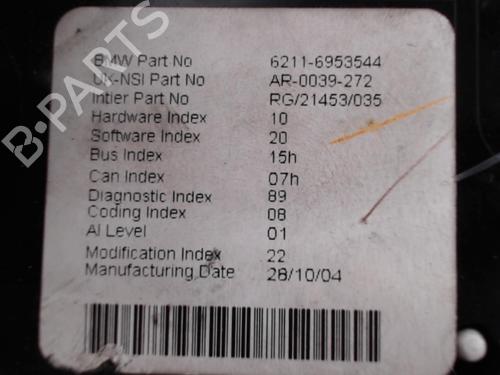 BMW Part No 6211-6953544
UK-NSI Part No AR-0039-272
Intier Part No RG/21453/035
Hardware Index 10
Software Index 20
Bus Index 15h
Can Index 07h
Diagnostic Index 89
Coding Index 08
AI Level 01
Modification Index 22
Manufacturing Date 28/10/04
B-PARTS